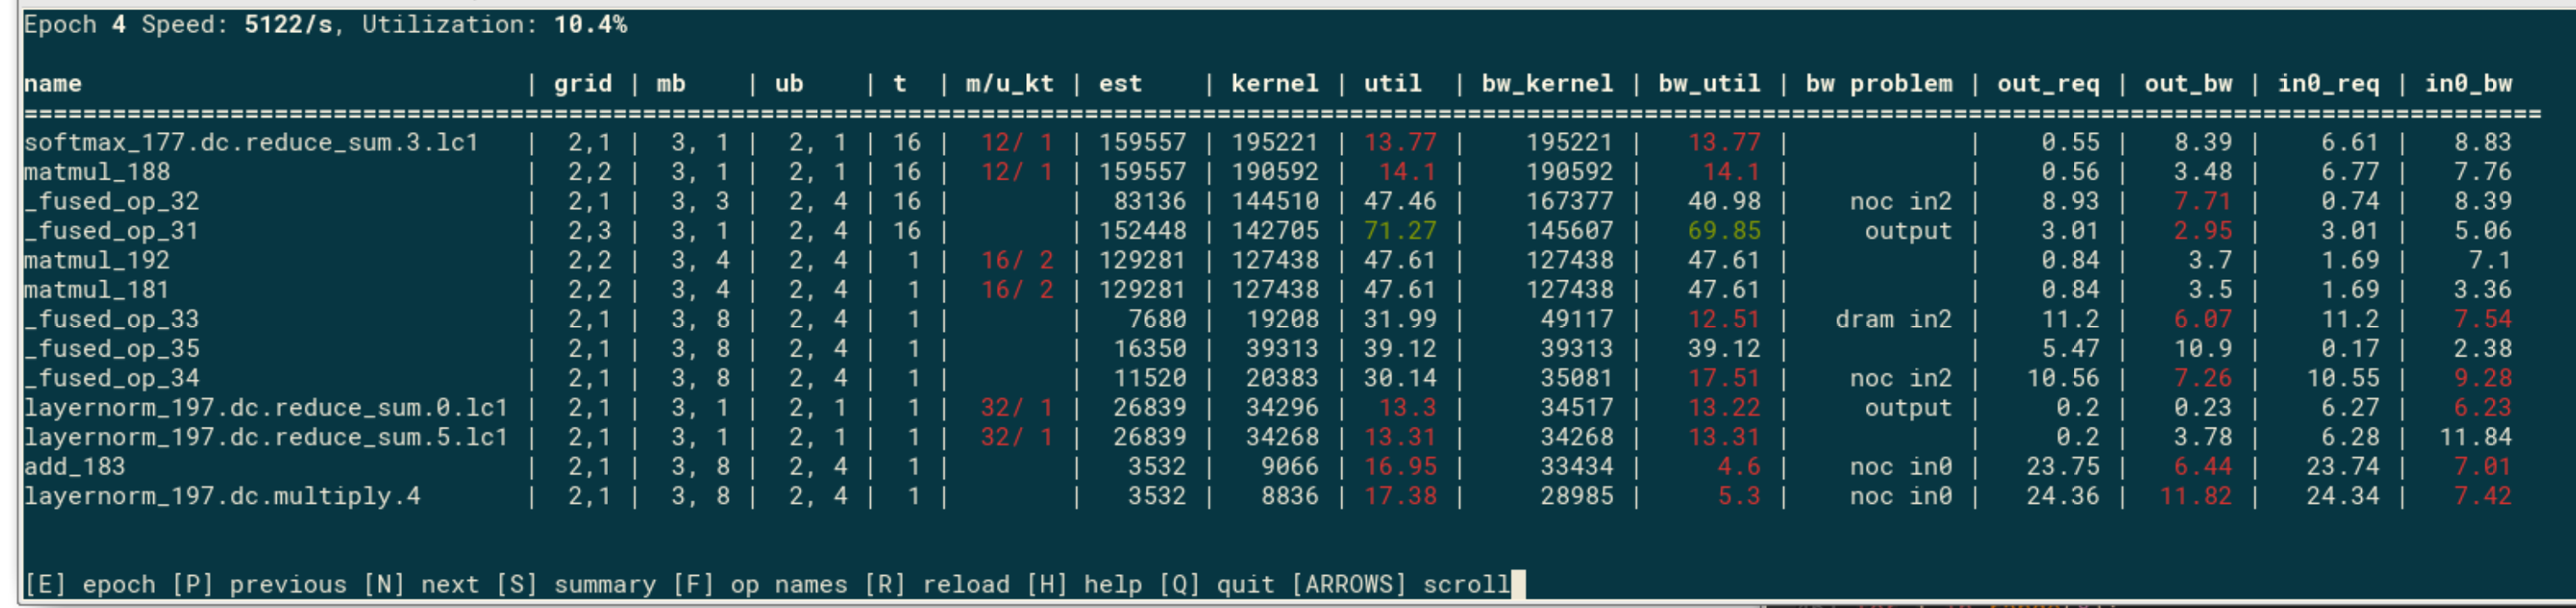 Epoch 4 Speed: 5122/s, Utilization: 10.4%
name | grid | mb | ub | t | m/u_kt | est | kernel | util | bw_kernel | bw_util | bw problem | out_req | out_bw | in0_req | in0_bw
softmax_177.dc.reduce_sum.3.lc1 | 2,1 | 3, 1 | 2, 1 | 16 | 12/ 1 | 159557 | 195221 | 13.77 | 195221 | 13.77 | | 0.55 | 8.39 | 6.61 | 8.83
matmul_188 | 2,2 | 3, 1 | 2, 1 | 16 | 12/ 1 | 159557 | 190592 | 14.1 | 190592 | 14.1 | | 0.56 | 3.48 | 6.77 | 7.76
_fused_op_32 | 2,1 | 3, 3 | 2, 4 | 16 | | 83136 | 144510 | 47.46 | 167377 | 40.98 | noc in2 | 8.93 | 7.71 | 0.74 | 8.39
_fused_op_31 | 2,3 | 3, 1 | 2, 4 | 16 | | 152448 | 142705 | 71.27 | 145607 | 69.85 | output | 3.01 | 2.95 | 3.01 | 5.06
matmul_192 | 2,2 | 3, 4 | 2, 4 | 1 | 16/ 2 | 129281 | 127438 | 47.61 | 127438 | 47.61 | | 0.84 | 3.7 | 1.69 | 7.1
matmul_181 | 2,2 | 3, 4 | 2, 4 | 1 | 16/ 2 | 129281 | 127438 | 47.61 | 127438 | 47.61 | | 0.84 | 3.5 | 1.69 | 3.36
_fused_op_33 | 2,1 | 3, 8 | 2, 4 | 1 | | 7680 | 19208 | 31.99 | 49117 | 12.51 | dram in2 | 11.2 | 6.07 | 11.2 | 7.54
_fused_op_35 | 2,1 | 3, 8 | 2, 4 | 1 | | 16350 | 39313 | 39.12 | 39313 | 39.12 | | 5.47 | 10.9 | 0.17 | 2.38
_fused_op_34 | 2,1 | 3, 8 | 2, 4 | 1 | | 11520 | 20383 | 30.14 | 35081 | 17.51 | noc in2 | 10.56 | 7.26 | 10.55 | 9.28
layernorm_197.dc.reduce_sum.0.lc1 | 2,1 | 3, 1 | 2, 1 | 1 | 32/ 1 | 26839 | 34296 | 13.3 | 34517 | 13.22 | output | 0.2 | 0.23 | 6.27 | 6.23
layernorm_197.dc.reduce_sum.5.lc1 | 2,1 | 3, 1 | 2, 1 | 1 | 32/ 1 | 26839 | 34268 | 13.31 | 34268 | 13.31 | | 0.2 | 3.78 | 6.28 | 11.84
add_183 | 2,1 | 3, 8 | 2, 4 | 1 | | 3532 | 9066 | 16.95 | 33434 | 4.6 | noc in0 | 23.75 | 6.44 | 23.74 | 7.01
layernorm_197.dc.multiply.4 | 2,1 | 3, 8 | 2, 4 | 1 | | 3532 | 8836 | 17.38 | 28985 | 5.3 | noc in0 | 24.36 | 11.82 | 24.34 | 7.42
[E] epoch [P] previous [N] next [S] summary [F] op names [R] reload [H] help [Q] quit [ARROWS] scroll